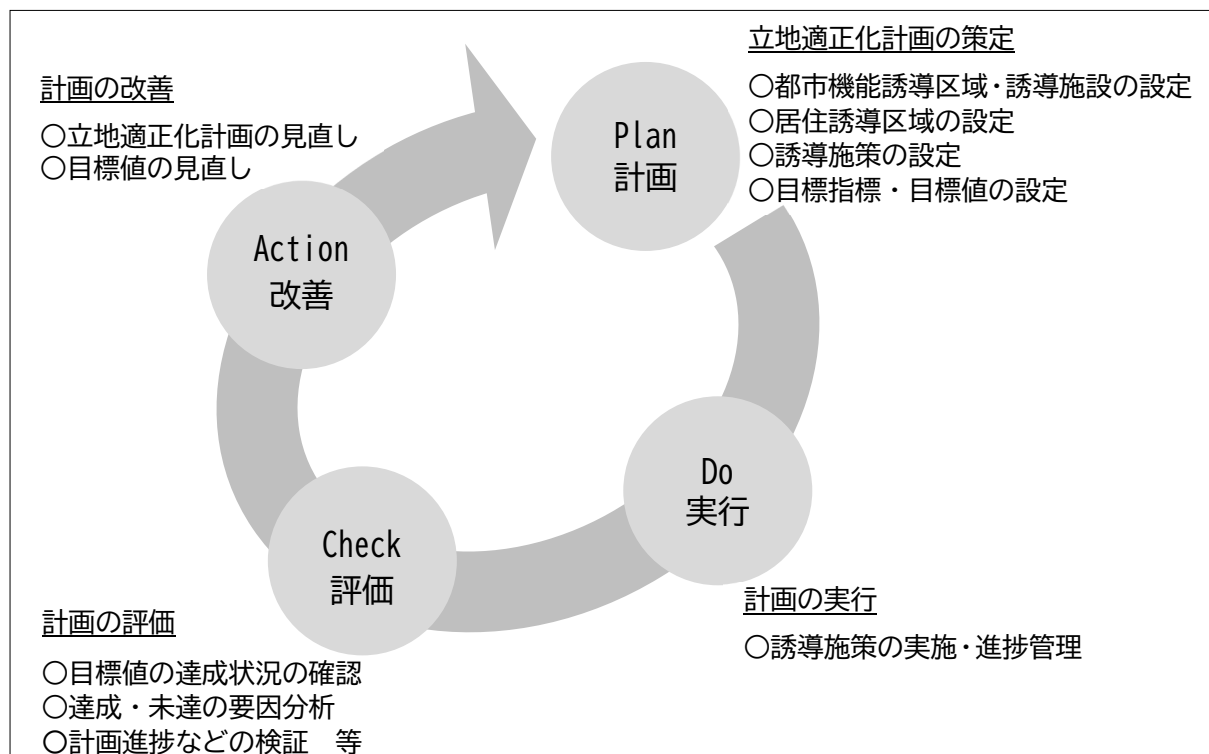 立地適正化計画の策定
○都市機能誘導区域・誘導施設の設定
○居住誘導区域の設定
○誘導施策の設定
○目標指標・目標値の設定
Plan
計画
計画の改善
○立地適正化計画の見直し
○目標値の見直し
Action
改善
Do
実行
計画の実行
○誘導施策の実施・進捗管理
Check
評価
計画の評価
○目標値の達成状況の確認
○達成・未達の要因分析
○計画進捗などの検証　等